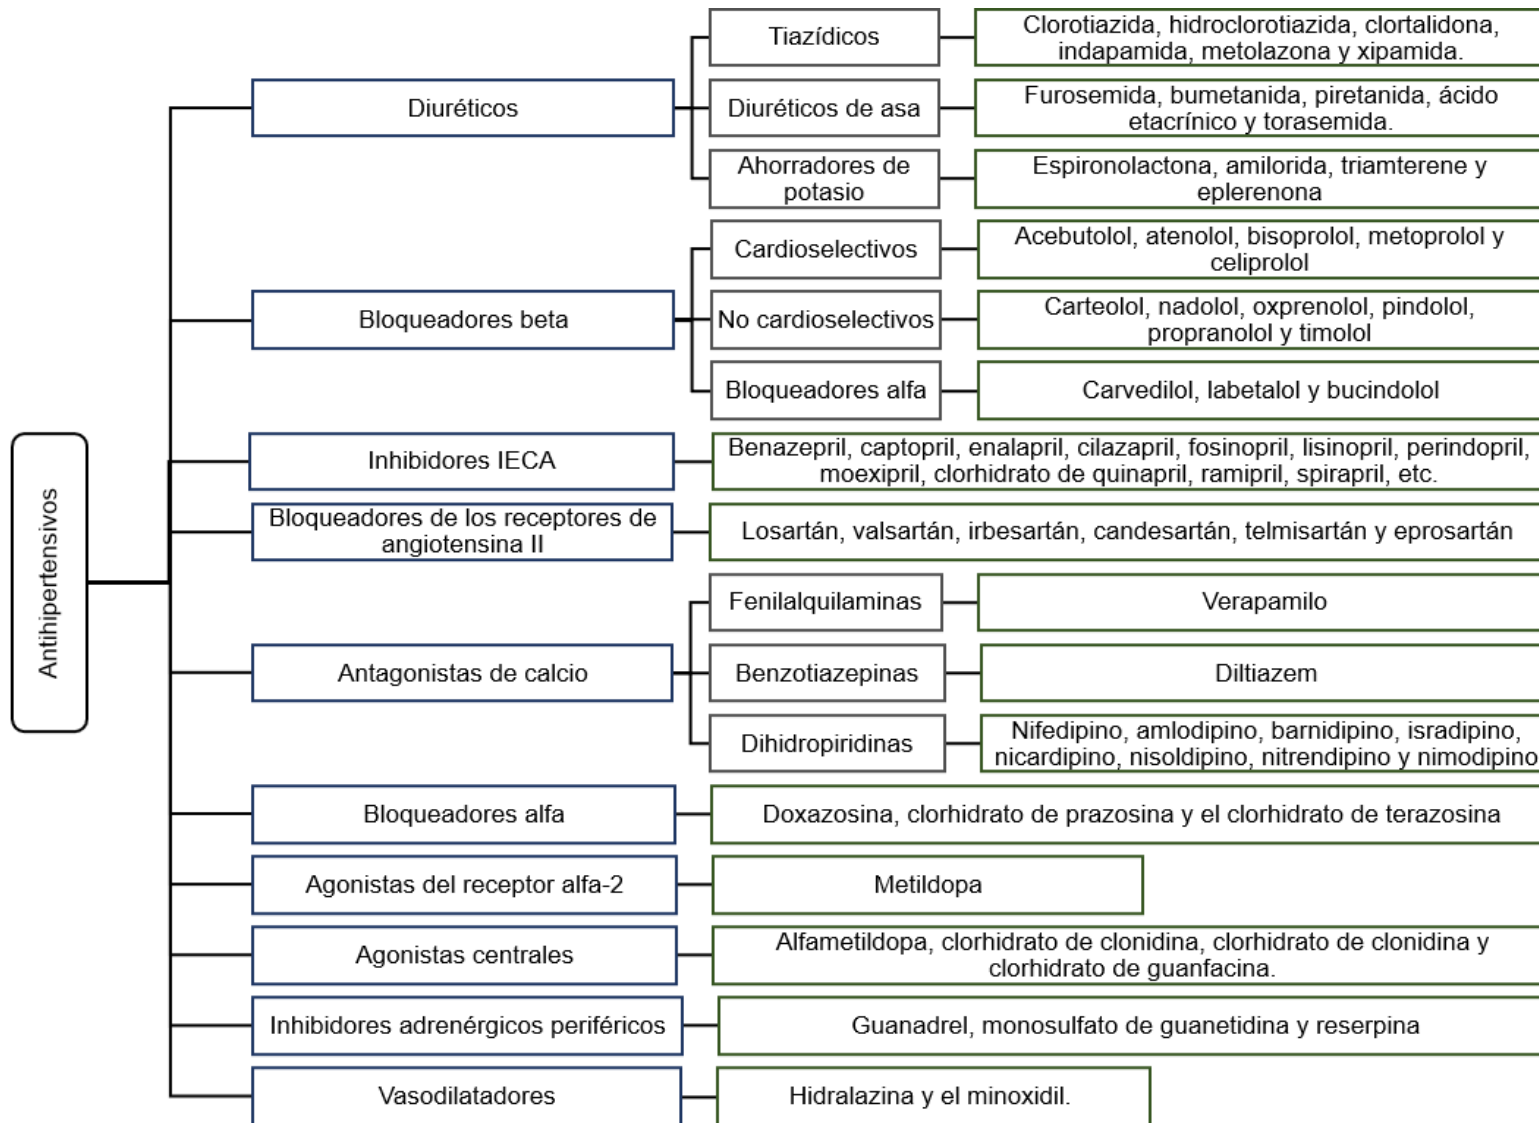 Antihipertensivos
Diuréticos
Tiazídicos
Clorotiazida, hidroclorotiazida, clortalidona,
indapamida, metolazona y xipamida.
Diuréticos de asa
Furosemida, bumetanida, piretanida, ácido
etacrínico y torasemida.
Ahorradores de
potasio
Espironolactona, amilorida, triamterene y
eplerenona
Bloqueadores beta
Cardioselectivos
Acebutolol, atenolol, bisoprolol, metoprolol y
celiprolol
No cardioselectivos
Carteolol, nadolol, oxprenolol, pindolol,
propranolol y timolol
Bloqueadores alfa
Carvedilol, labetalol y bucindolol
Inhibidores IECA
Benazepril, captopril, enalapril, cilazapril, fosinopril, lisinopril, perindopril,
moexipril, clorhidrato de quinapril, ramipril, spirapril, etc.
Bloqueadores de los receptores de
angiotensina II
Losartán, valsartán, irbesartán, candesartán, telmisartán y eprosartán
Antagonistas de calcio
Fenilalquilaminas
Verapamilo
Benzotiazepinas
Diltiazem
Dihidropiridinas
Nifedipino, amlodipino, barnidipino, isradipino,
nicardipino, nisoldipino, nitrendipino y nimodipino
Bloqueadores alfa
Doxazosina, clorhidrato de prazosina y el clorhidrato de terazosina
Agonistas del receptor alfa-2
Metildopa
Agonistas centrales
Alfametildopa, clorhidrato de clonidina, clorhidrato de clonidina y
clorhidrato de guanfacina.
Inhibidores adrenérgicos periféricos
Guanadrel, monosulfato de guanetidina y reserpina
Vasodilatadores
Hidralazina y el minoxidil.